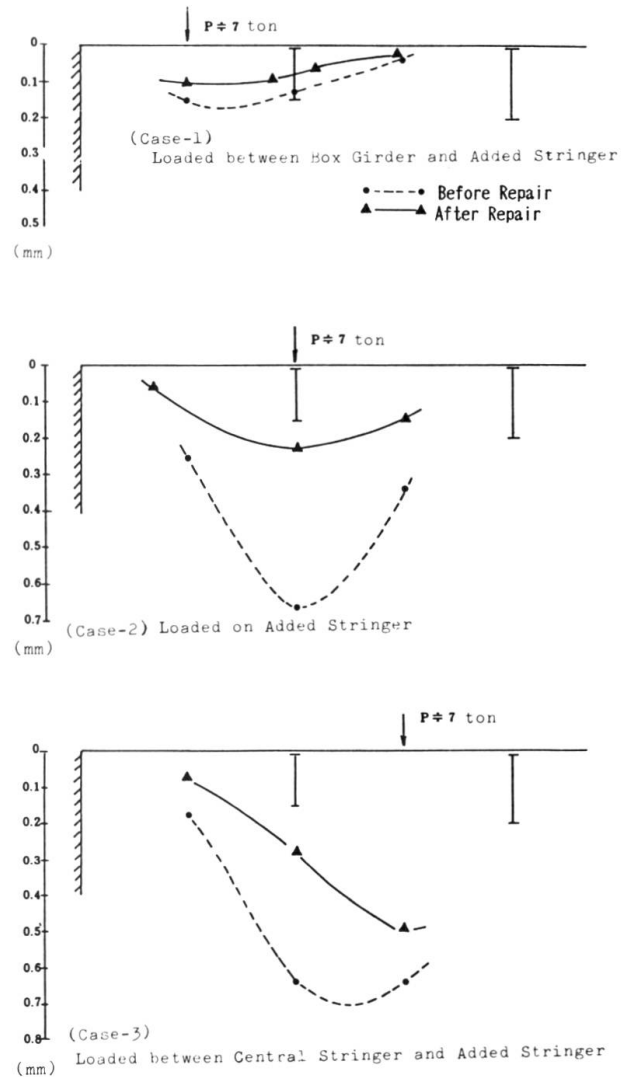 P≑7 ton
0
0.1
0.2
0.3
0.4
0.5
(mm)
(Case-1)
Loaded between Box Girder and Added Stringer
Before Repair
After Repair
P≑7 ton
0
0.1
0.2
0.3
0.4
0.5
0.6
0.7
(mm)
(Case-2) Loaded on Added Stringer
P≑7 ton
0
0.1
0.2
0.3
0.4
0.5
0.6
0.7
0.8
(mm)
(Case-3)
Loaded between Central Stringer and Added Stringer